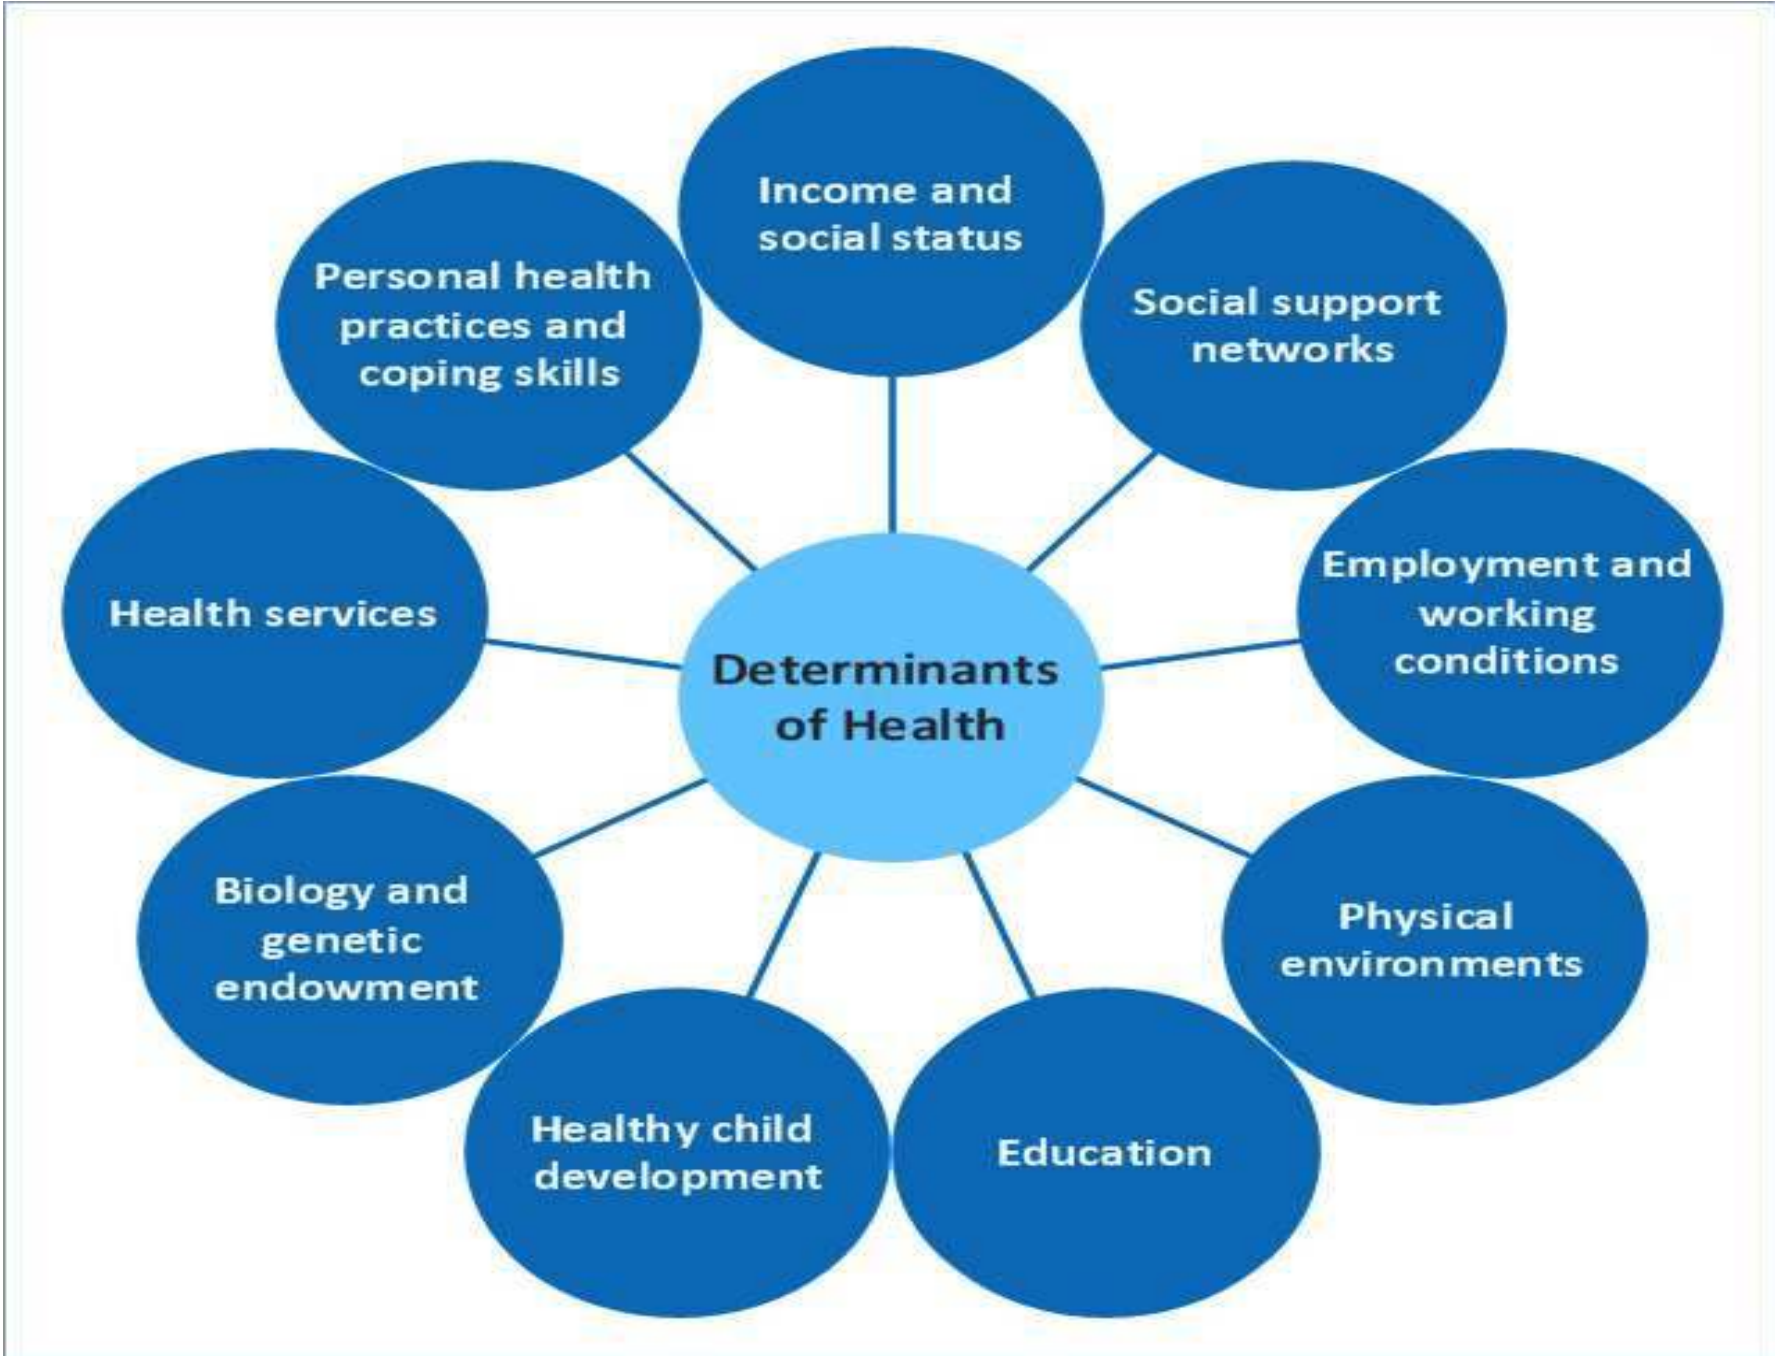 Income and
social status
Social support
networks
Employment and
working
conditions
Physical
environments
Education
Healthy child
development
Biology and
genetic
endowment
Health services
Personal health
practices and
coping skills
Determinants
of Health